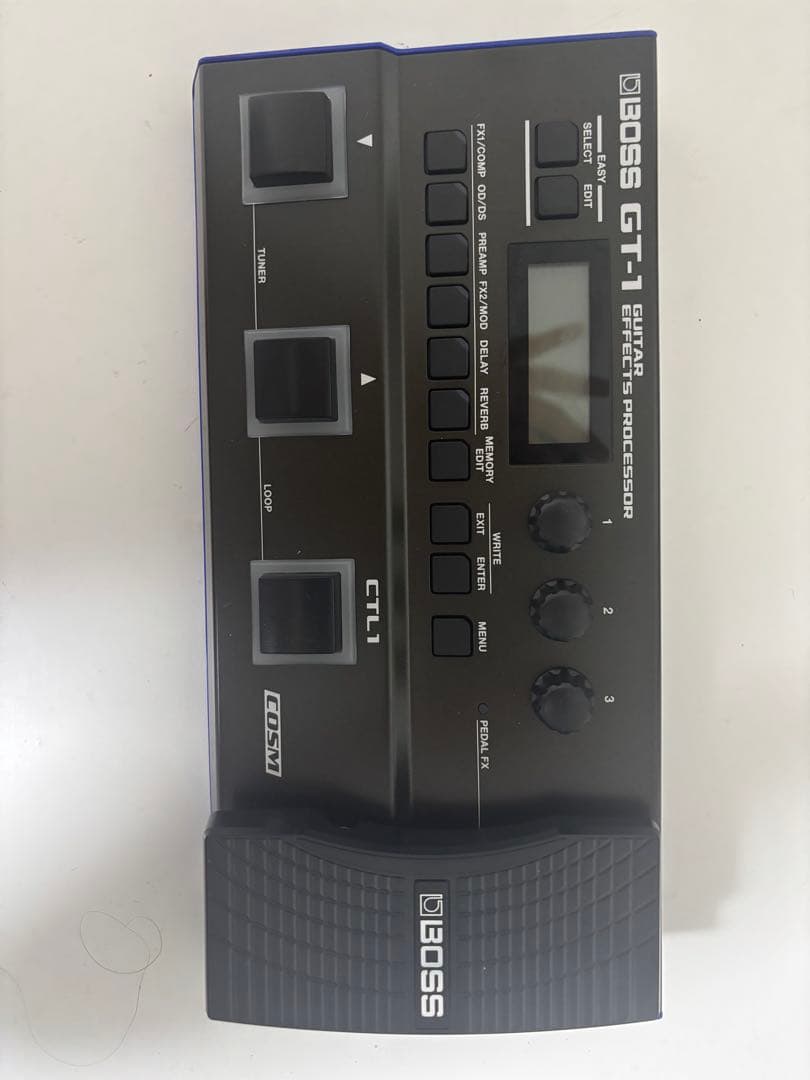 BOSS GT-1 GUITAR
EFFECTS PROCESSOR
EASY
SELECT EDIT
1 2 3
FX1/COMP OD/DS PREAMP FX2/MOD DELAY REVERB MEMORY
EDIT
WRITE
EXIT ENTER MENU
PEDAL FX
▼ ▲ CTL1
TUNER LOOP
COSM
BOSS